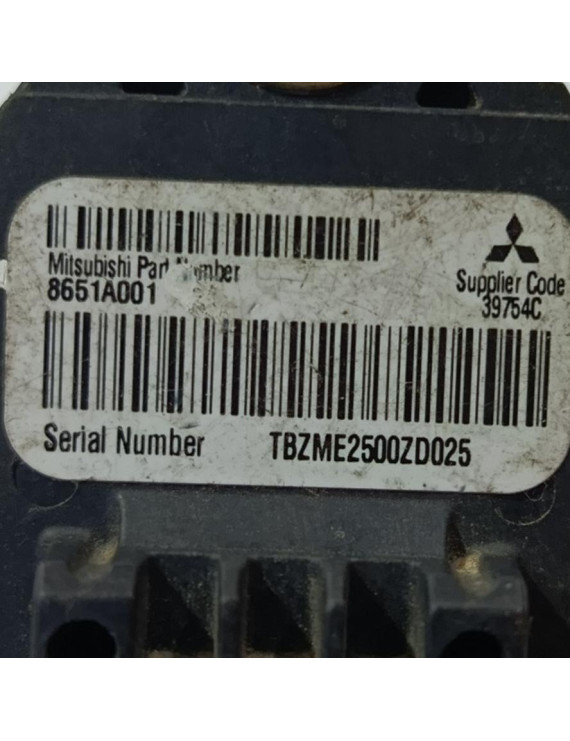 Mitsubishi Part Number
8651A001
Supplier Code
39754C
Serial Number TBZME2500ZD025